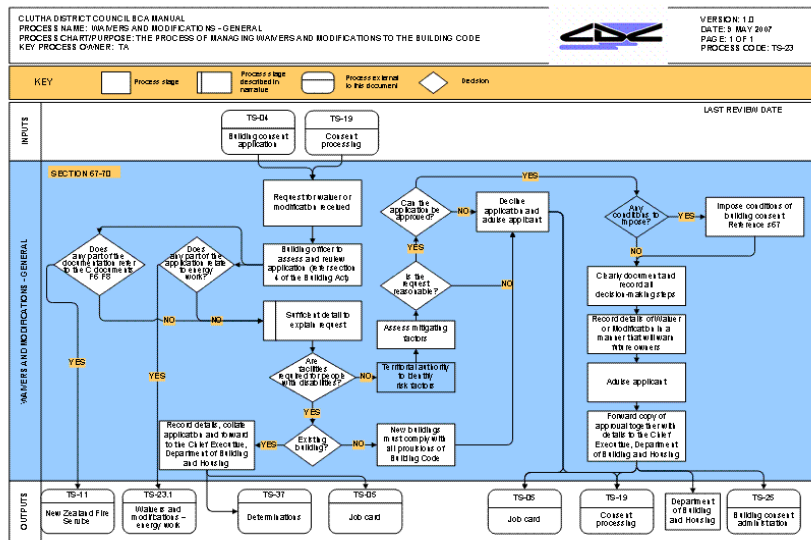 CLUTHA DISTRICT COUNCIL BCA MANUAL
PROCESS NAME: WAIVERS AND MODIFICATIONS - GENERAL
PROCESS CHART/PURPOSE: THE PROCESS OF MANAGING WAIVERS AND MODIFICATIONS TO THE BUILDING CODE
KEY PROCESS OWNER: TA
CDC
VERSION: 1.0
DATE: 9 MAY 2007
PAGE: 1 OF 1
PROCESS CODE: TS-23
KEY
Process stage
Process stage
described in
narrative
Process external
to this document
Decision
LAST REVIEW DATE
INPUTS
TS-04
Building consent
application
TS-19
Consent
processing
WAIVERS AND MODIFICATIONS - GENERAL
SECTION 67-70
Request for waiver or
modification received
Building officer to
assess and review
application (refer section
4 of the Building Act)
Does
any part of the
documentation refer
to the C documents
F6 F8
Does
any part of the
application relate
to energy
work?
NO
NO
YES
YES
Sufficient detail to
explain request
Are
facilities
required for people
with disabilities?
NO
YES
Territorial authority
to identify
risk factors
Assess mitigating
factors
Is the
request
reasonable?
NO
YES
Can the
application be
approved?
NO
YES
Decline
application and
advise applicant
Existing
building?
YES
NO
Record details, collate
application and forward
to the Chief Executive,
Department of Building
and Housing
New buildings
must comply with
all provisions of
Building Code
Any
conditions to
impose?
YES
NO
Impose conditions of
building consent
Reference s67
Clearly document and
record all
decision-making steps
Record details of Waiver
or Modification in a
manner that will warn
future owners
Advise applicant
Forward copy of
approval together with
details to the Chief
Executive, Department
of Building and Housing
OUTPUTS
TS-11
New Zealand Fire
Service
TS-23.1
Waivers and
modifications –
energy work
TS-37
Determinations
TS-05
Job card
TS-05
Job card
TS-19
Consent
processing
Department
of Building
and Housing
TS-25
Building consent
administration